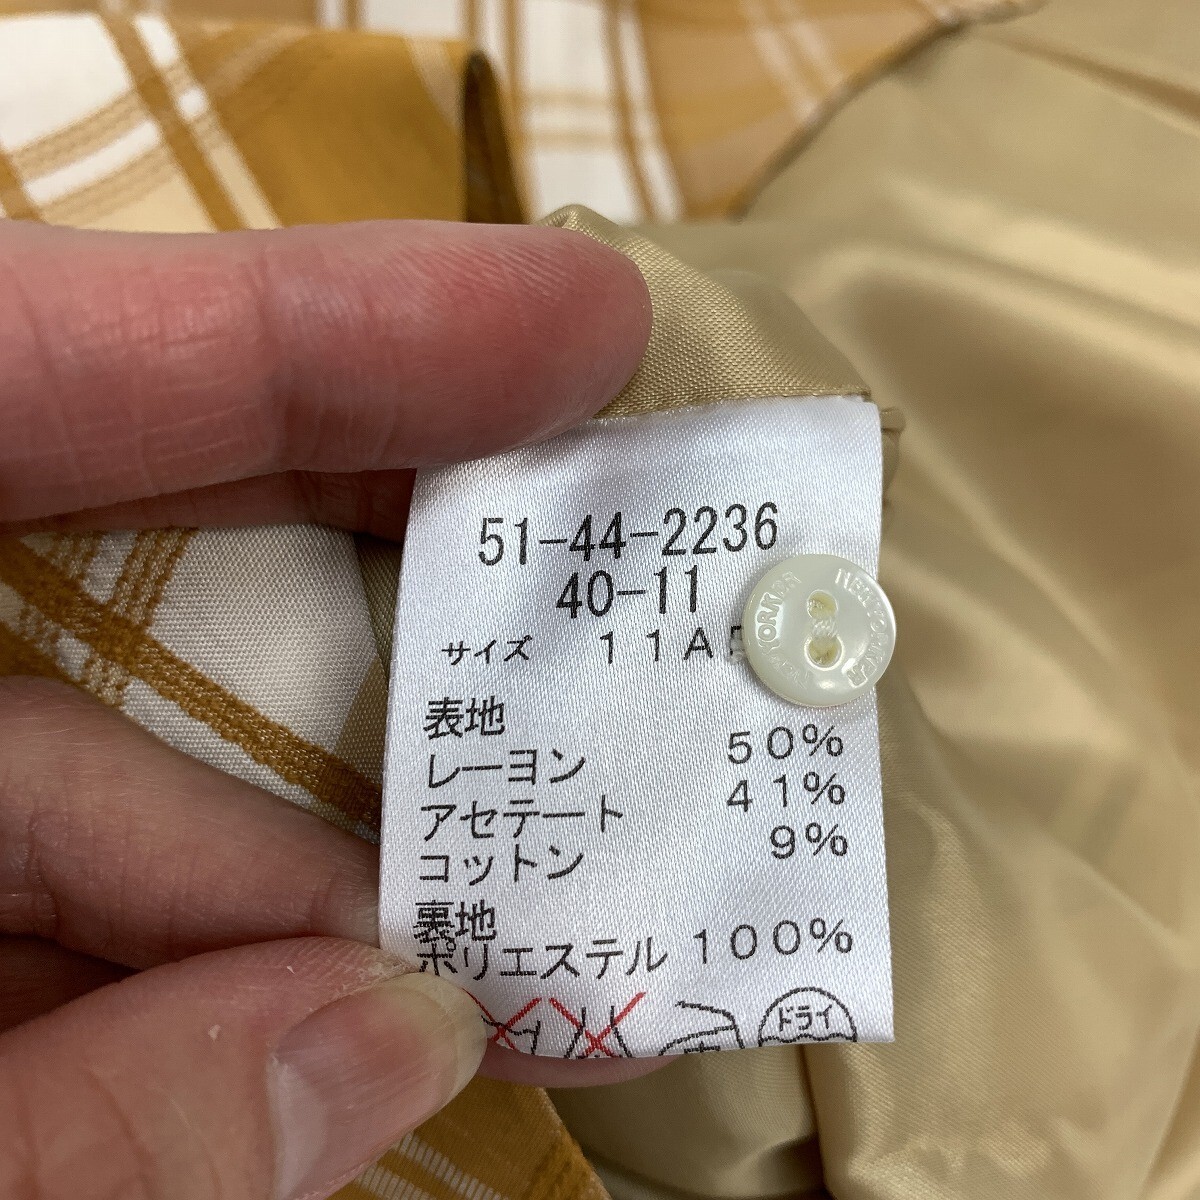 51-44-2236
40-11
サイズ 11A
表地
レーヨン 50%
アセテート 41%
コットン 9%
裏地
ポリエステル 100%
ドライ
NEWYORKER
YORKER